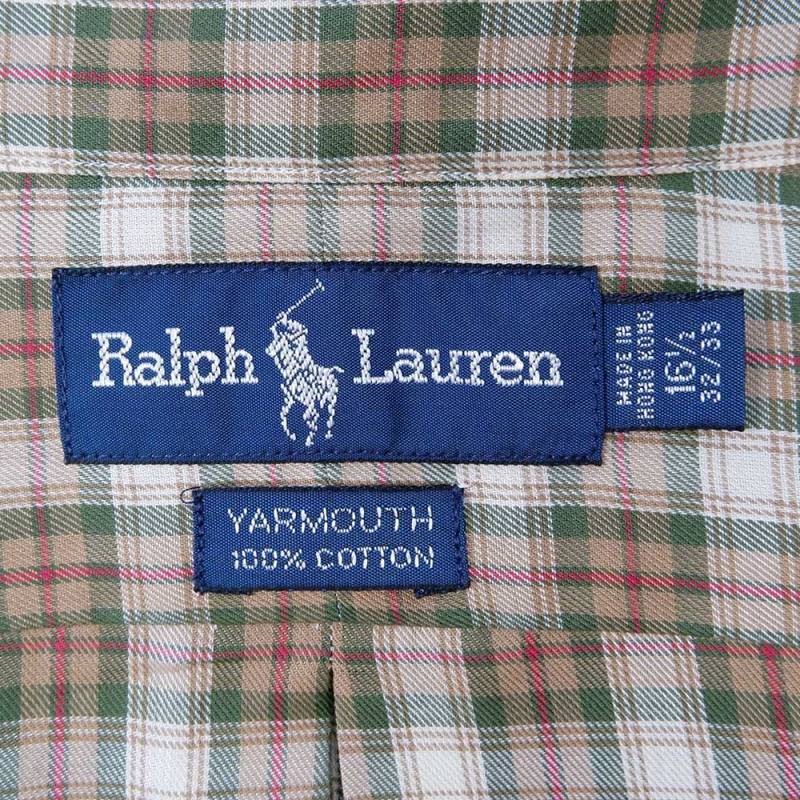 Ralph Lauren
MADE IN
HONG KONG
16½
32/33
YARMOUTH
100% COTTON